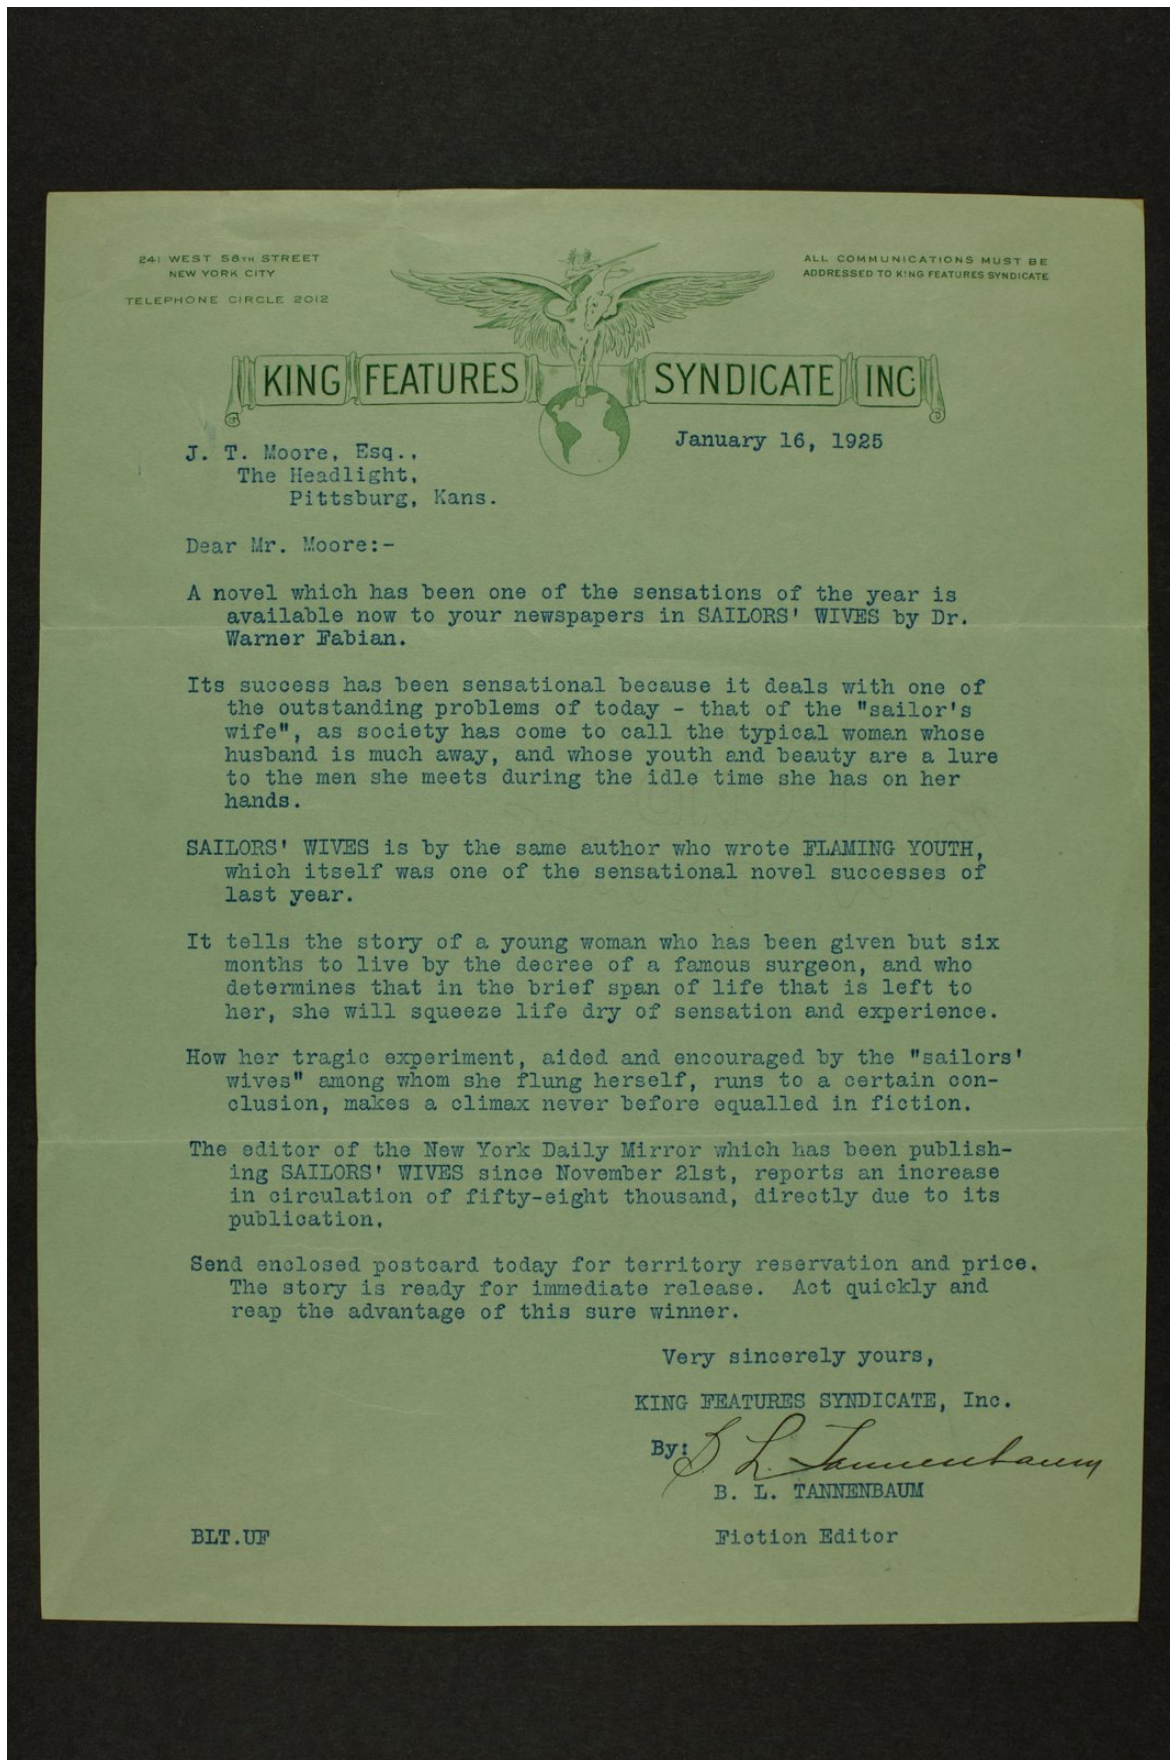 241 WEST 58TH STREET
NEW YORK CITY
TELEPHONE CIRCLE 2012
ALL COMMUNICATIONS MUST BE
ADDRESSED TO KING FEATURES SYNDICATE
KING FEATURES SYNDICATE INC
January 16, 1925
J. T. Moore, Esq.,
The Headlight,
Pittsburg, Kans.
Dear Mr. Moore:-
A novel which has been one of the sensations of the year is
available now to your newspapers in SAILORS' WIVES by Dr.
Warner Fabian.
Its success has been sensational because it deals with one of
the outstanding problems of today - that of the "sailor's
wife", as society has come to call the typical woman whose
husband is much away, and whose youth and beauty are a lure
to the men she meets during the idle time she has on her
hands.
SAILORS' WIVES is by the same author who wrote FLAMING YOUTH,
which itself was one of the sensational novel successes of
last year.
It tells the story of a young woman who has been given but six
months to live by the decree of a famous surgeon, and who
determines that in the brief span of life that is left to
her, she will squeeze life dry of sensation and experience.
How her tragic experiment, aided and encouraged by the "sailors'
wives" among whom she flung herself, runs to a certain con-
clusion, makes a climax never before equalled in fiction.
The editor of the New York Daily Mirror which has been publish-
ing SAILORS' WIVES since November 21st, reports an increase
in circulation of fifty-eight thousand, directly due to its
publication.
Send enclosed postcard today for territory reservation and price.
The story is ready for immediate release. Act quickly and
reap the advantage of this sure winner.
Very sincerely yours,
KING FEATURES SYNDICATE, Inc.
By: B. L. Tannenbaum
B. L. TANNENBAUM
BLT.UF
Fiction Editor